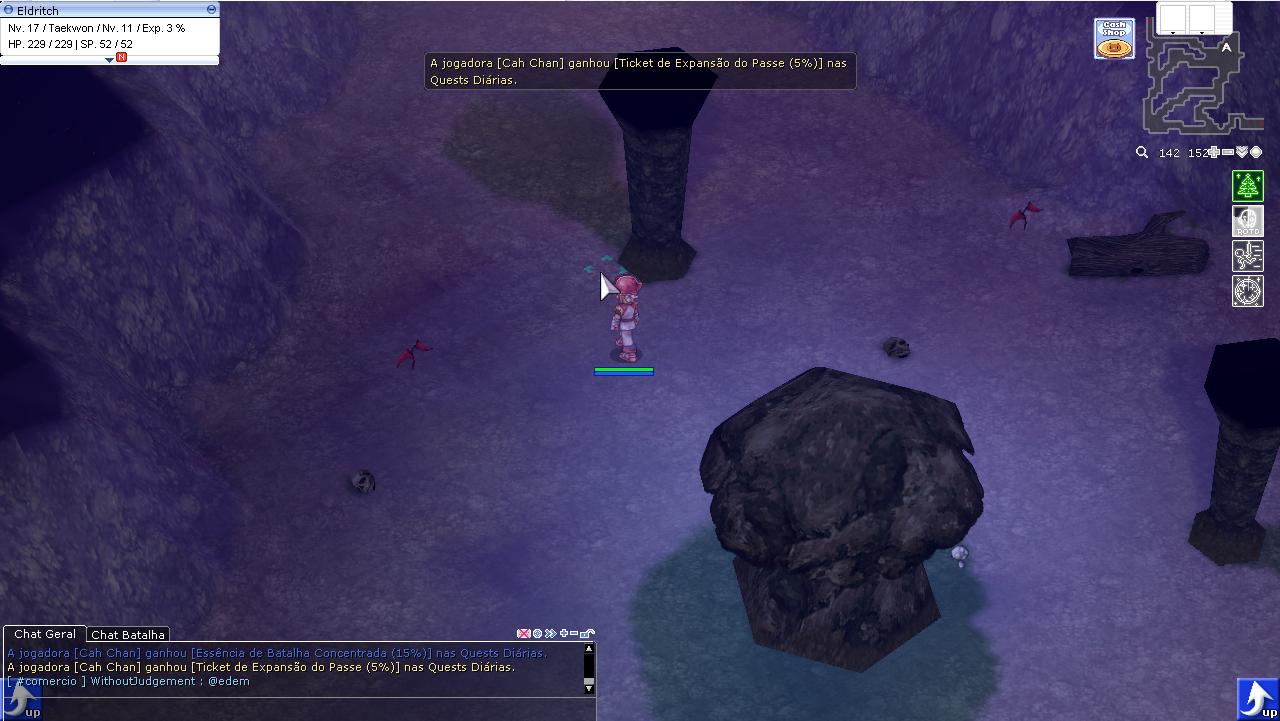 Eldritch
Nv. 17 / Taekwon / Nv. 11 / Exp. 3 %
HP. 229 / 229 | SP. 52 / 52
N
A jogadora [Cah Chan] ganhou [Ticket de Expansão do Passe (5%)] nas
Quests Diárias.
Cash
Shop
A
142 152
ROTD
Chat Geral
Chat Batalha
A jogadora [Cah Chan] ganhou [Essência de Batalha Concentrada (15%)] nas Quests Diárias.
A jogadora [Cah Chan] ganhou [Ticket de Expansão do Passe (5%)] nas Quests Diárias.
[ #comercio ] WithoutJudgement : @edem
up
up